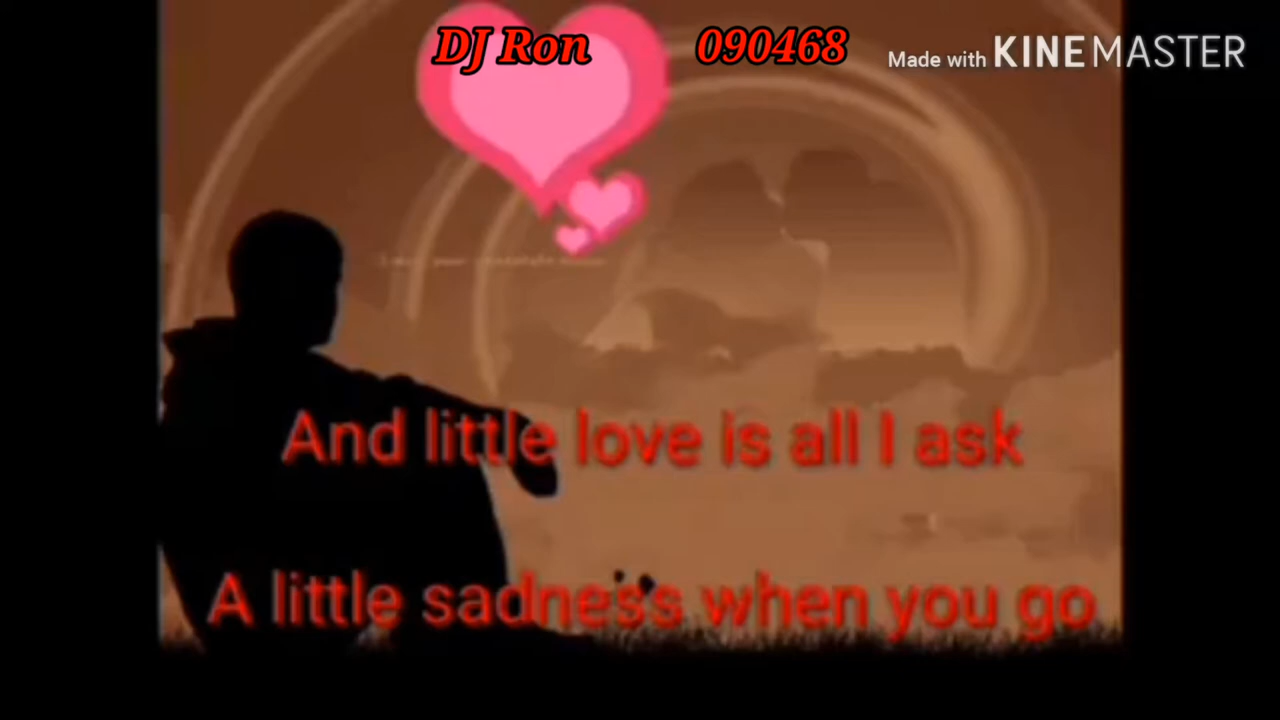 DJ Ron 090468 Made with KINEMASTER
And little love is all I ask
A little sadness when you go